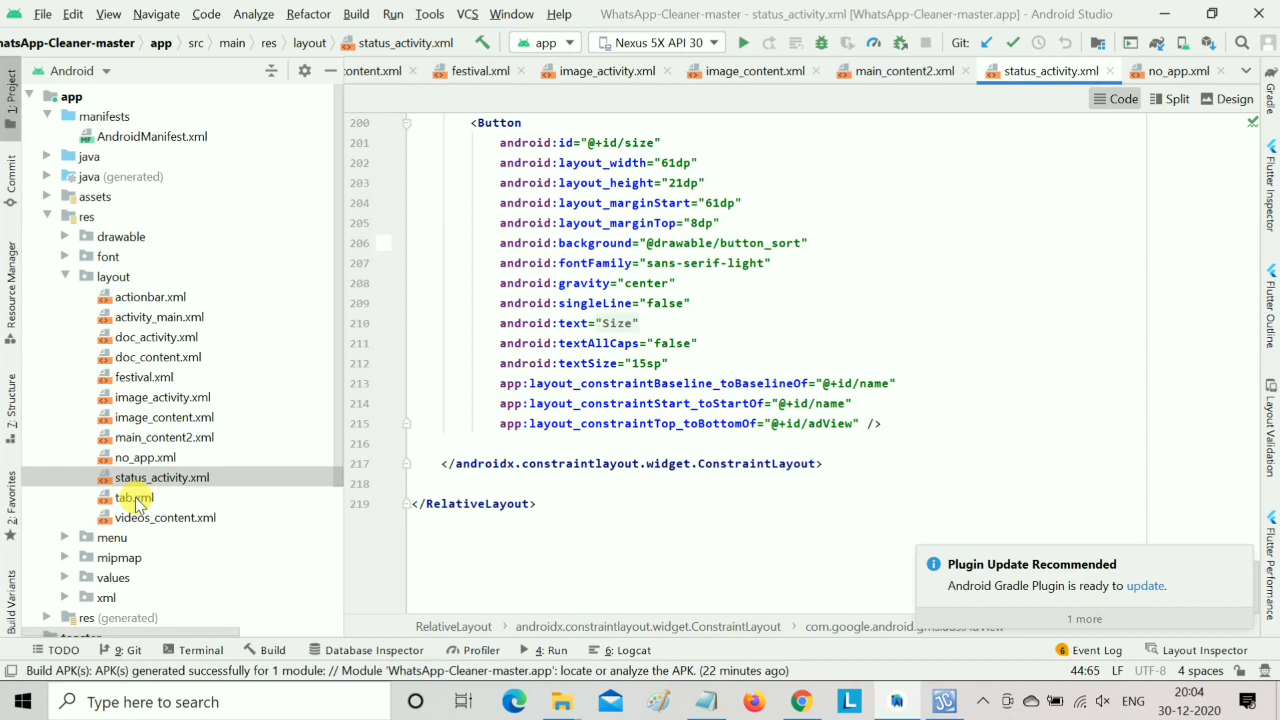 File Edit View Navigate Code Analyze Refactor Build Run Tools VCS Window Help WhatsApp-Cleaner-master - status_activity.xml [WhatsApp-Cleaner-master.app] - Android Studio
hatsApp-Cleaner-master app src main res layout status_activity.xml app Nexus 5X API 30 Git:
Android content.xml festival.xml image_activity.xml image_content.xml main_content2.xml status_activity.xml no_app.xml
Code Split Design
1: Project
Commit
Resource Manager
Z: Structure
2: Favorites
Build Variants
app
manifests
AndroidManifest.xml
java
java (generated)
assets
res
drawable
font
layout
actionbar.xml
activity_main.xml
doc_activity.xml
doc_content.xml
festival.xml
image_activity.xml
image_content.xml
main_content2.xml
no_app.xml
status_activity.xml
tab.xml
videos_content.xml
menu
mipmap
values
xml
res (generated)
200 <Button
201 android:id="@+id/size"
202 android:layout_width="61dp"
203 android:layout_height="21dp"
204 android:layout_marginStart="61dp"
205 android:layout_marginTop="8dp"
206 android:background="@drawable/button_sort"
207 android:fontFamily="sans-serif-light"
208 android:gravity="center"
209 android:singleLine="false"
210 android:text="Size"
211 android:textAllCaps="false"
212 android:textSize="15sp"
213 app:layout_constraintBaseline_toBaselineOf="@+id/name"
214 app:layout_constraintStart_toStartOf="@+id/name"
215 app:layout_constraintTop_toBottomOf="@+id/adView" />
216
217 </androidx.constraintlayout.widget.ConstraintLayout>
218
219 </RelativeLayout>
Plugin Update Recommended
Android Gradle Plugin is ready to update.
1 more
Gradle
Flutter Inspector
Flutter Outline
Layout Validation
Flutter Performance
RelativeLayout androidx.constraintlayout.widget.ConstraintLayout
TODO 9: Git Terminal Build Database Inspector Profiler 4: Run 6: Logcat 6 Event Log Layout Inspector
Build APK(s): APK(s) generated successfully for 1 module: // Module 'WhatsApp-Cleaner-master.app': locate or analyze the APK. (22 minutes ago) 44:65 LF UTF-8 4 spaces
Type here to search ENG 20:04
30-12-2020